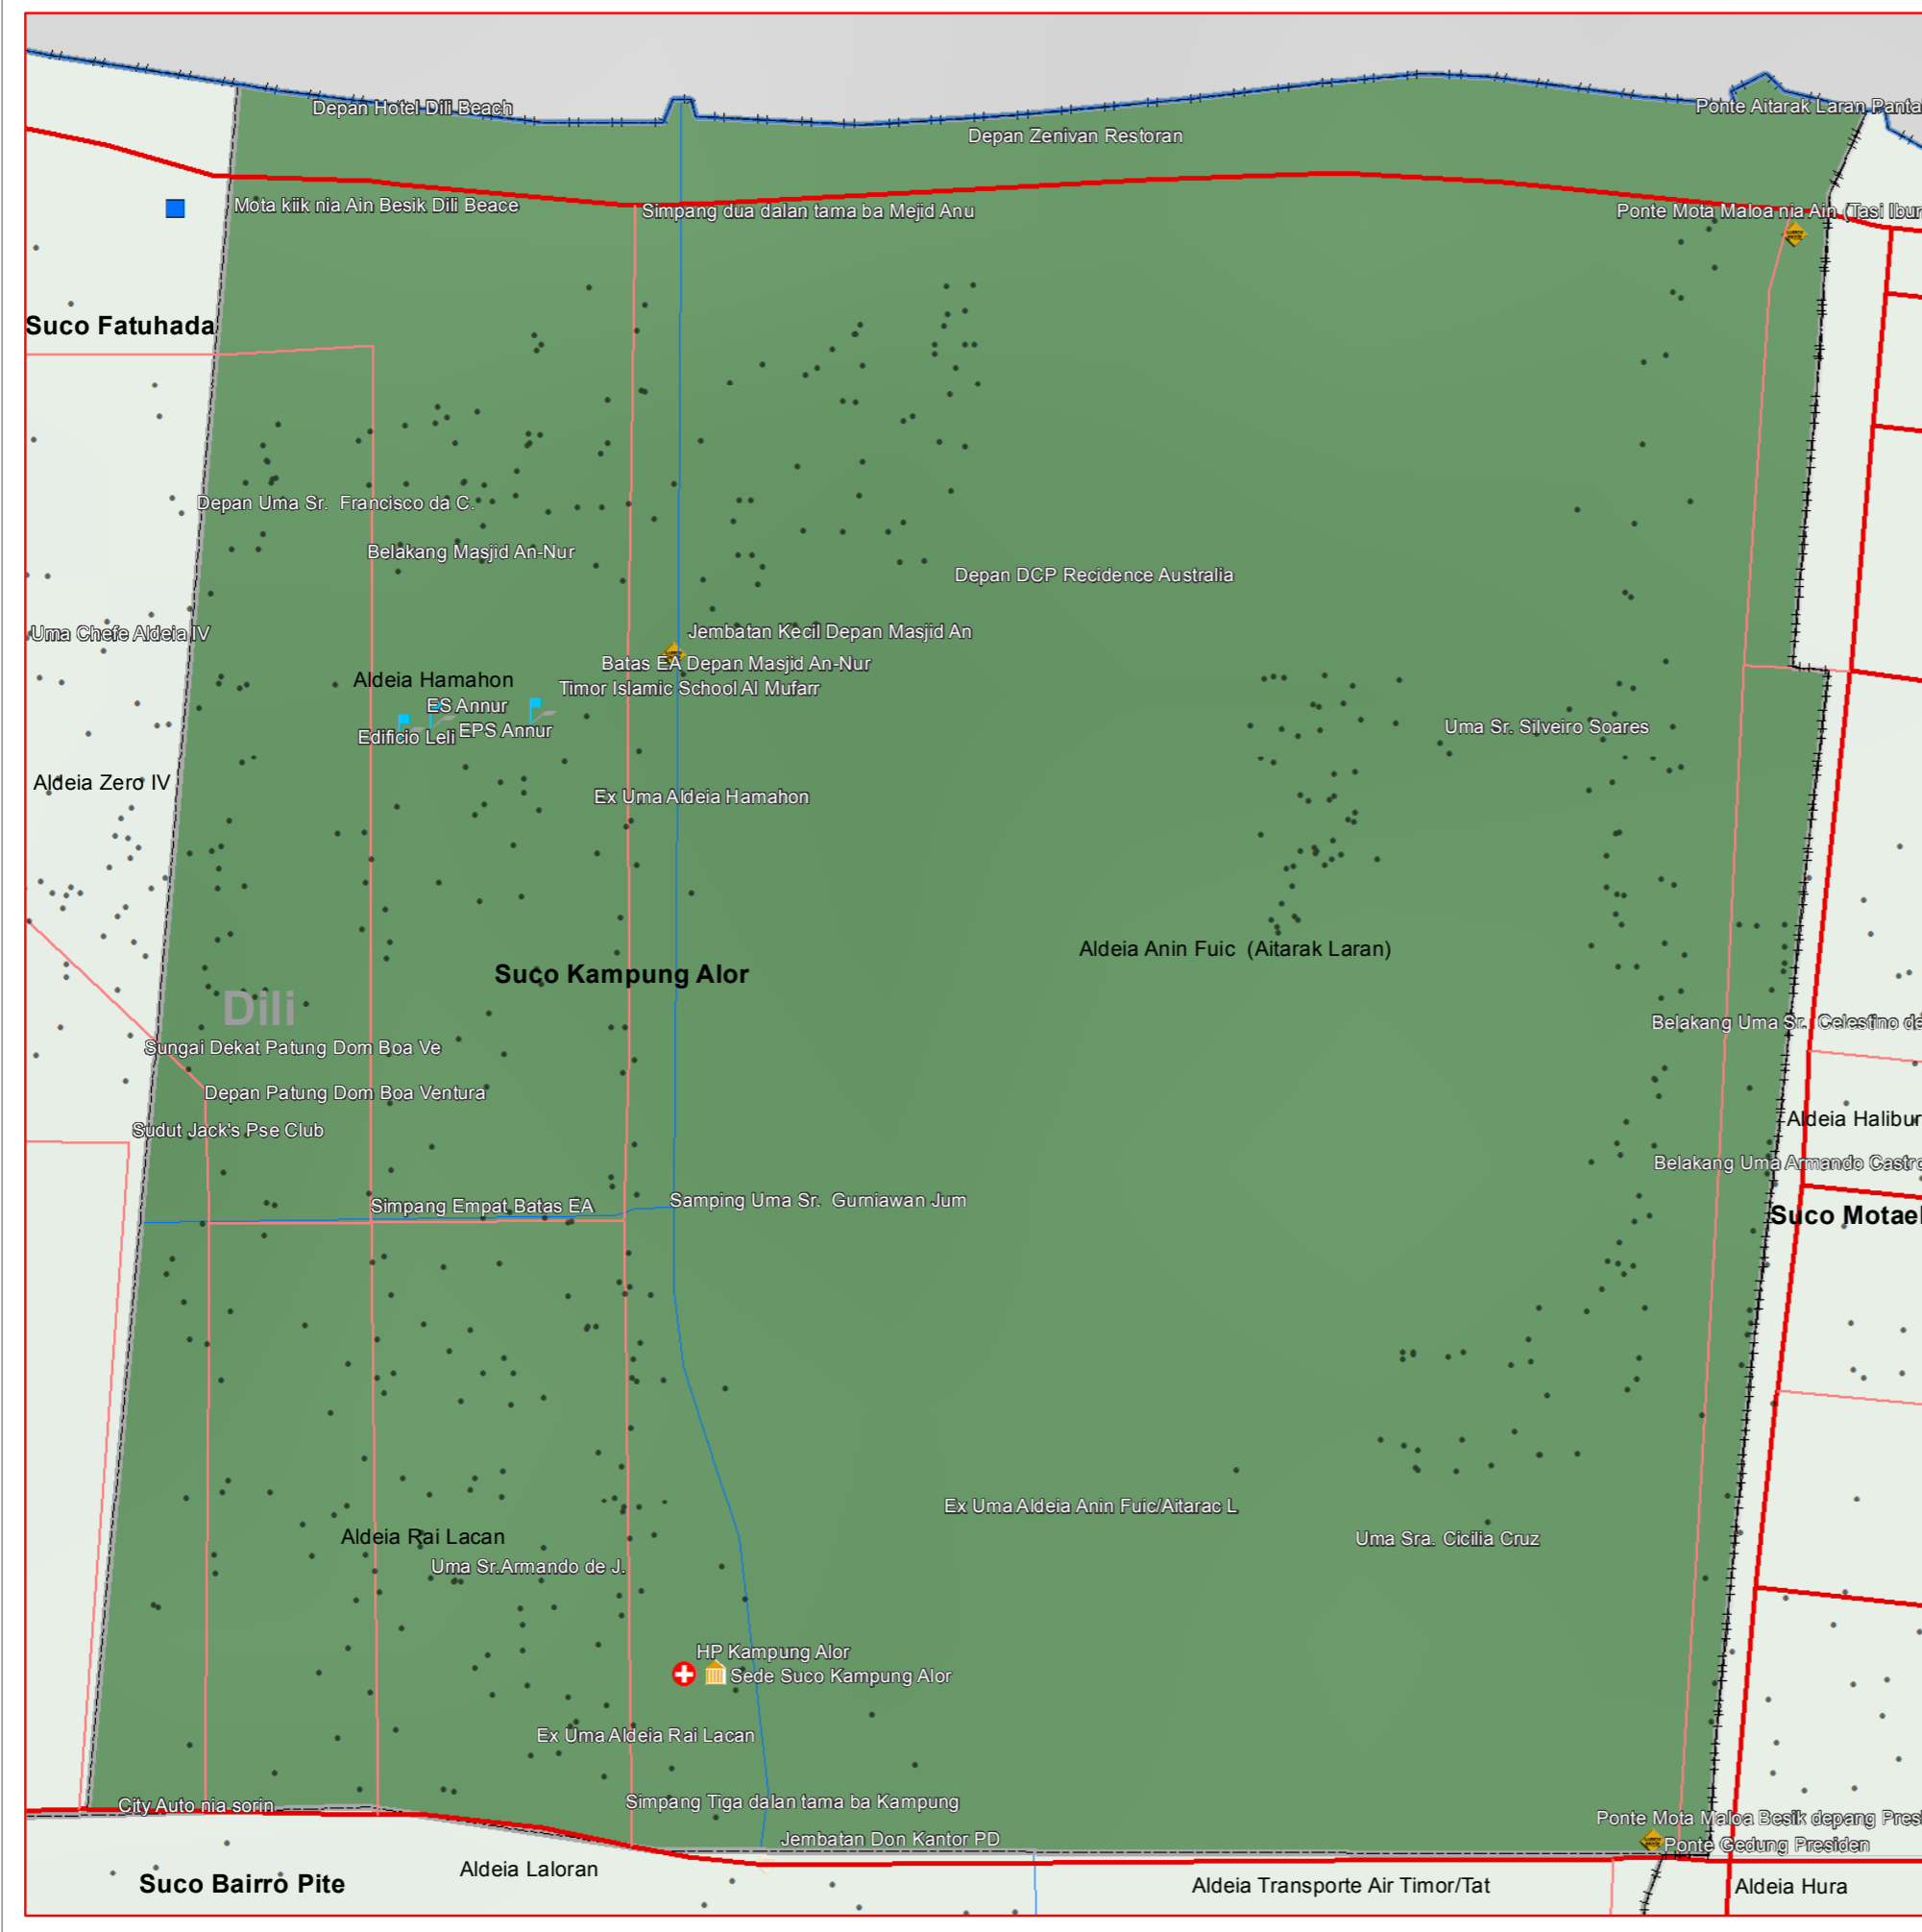 Depan Hotel Dili Beach
Ponte Aitarak Laran Panta
Depan Zenivan Restoran
Mota kiik nia Ain Besik Dili Beace
Simpang dua dalan tama ba Mejid Anu
Ponte Mota Maloa nia Ain (Tasi Ibun
Suco Fatuhada
Depan Uma Sr. Francisco da C.
Belakang Masjid An-Nur
Depan DCP Recidence Australia
Uma Chefe Aldeia IV
Jembatan Kecil Depan Masjid An
Batas EA Depan Masjid An-Nur
Aldeia Hamahon
Timor Islamic School Al Mufarr
ES Annur
EPS Annur
Edificio Leli
Uma Sr. Silveiro Soares
Aldeia Zero IV
Ex Uma Aldeia Hamahon
Aldeia Anin Fuic (Aitarak Laran)
Suco Kampung Alor
Dili
Belakang Uma Sr. Celestino de
Sungai Dekat Patung Dom Boa Ve
Depan Patung Dom Boa Ventura
Aldeia Halibur
Sudut Jack's Pse Club
Belakang Uma Armando Castro
Simpang Empat Batas EA
Samping Uma Sr. Gurniawan Jum
Suco Motael
Ex Uma Aldeia Anin Fuic/Aitarac L
Aldeia Rai Lacan
Uma Sra. Cicilia Cruz
Uma Sr.Armando de J.
HP Kampung Alor
Sede Suco Kampung Alor
Ex Uma Aldeia Rai Lacan
City Auto nia sorin
Simpang Tiga dalan tama ba Kampung
Ponte Mota Maloa Besik depang Presi
Jembatan Don Kantor PD
Ponte Gedung Presiden
Aldeia Laloran
Suco Bairro Pite
Aldeia Transporte Air Timor/Tat
Aldeia Hura